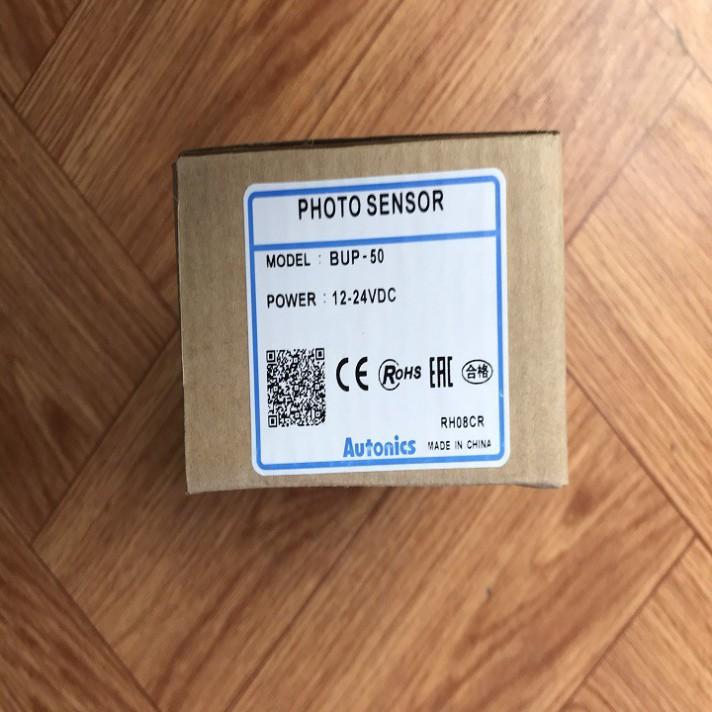 PHOTO SENSOR
MODEL : BUP-50
POWER : 12-24VDC
CE RoHS EAC 合格
RH08CR
Autonics MADE IN CHINA